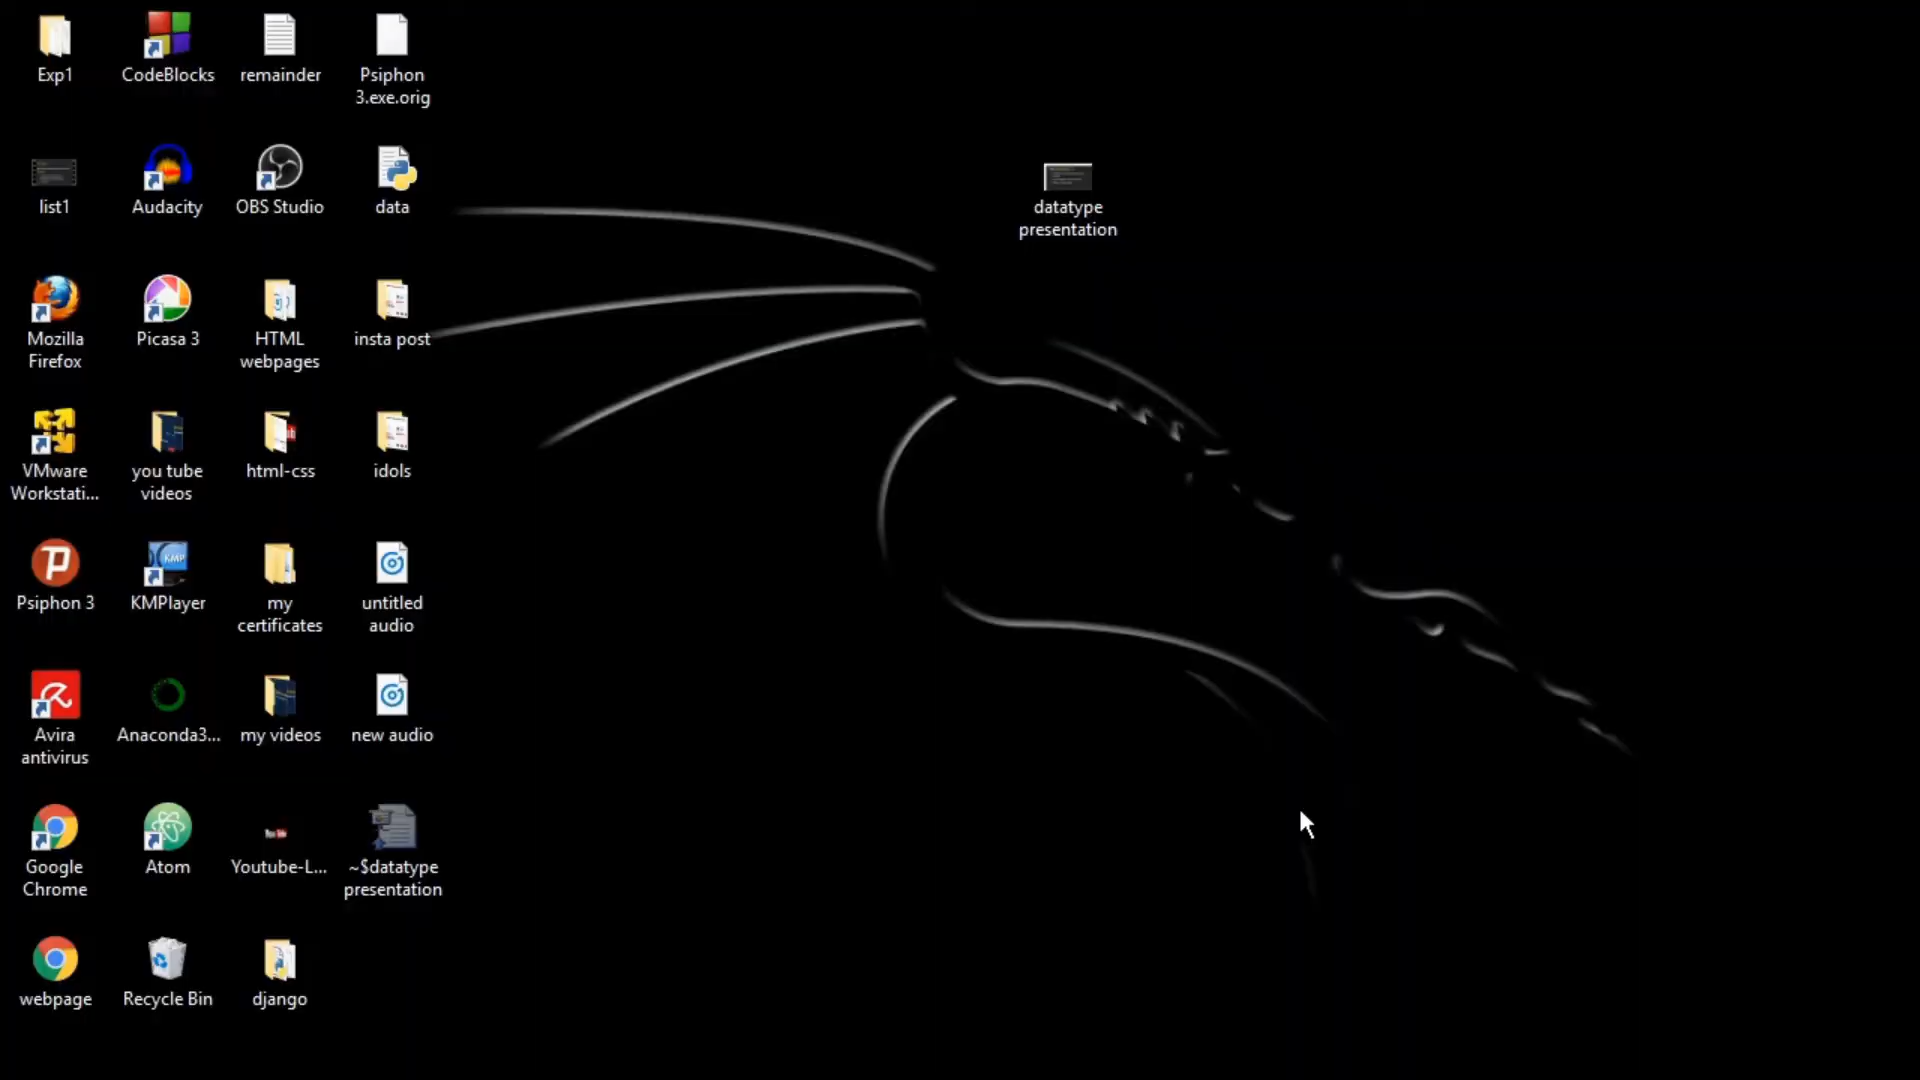 Exp1
CodeBlocks
remainder
Psiphon
3.exe.orig
list1
Audacity
OBS Studio
data
datatype
presentation
Mozilla
Firefox
Picasa 3
HTML
webpages
insta post
VMware
Workstati...
you tube
videos
html-css
idols
Psiphon 3
KMP
KMPlayer
my
certificates
untitled
audio
Avira
antivirus
Anaconda3...
my videos
new audio
Google
Chrome
Atom
Youtube-L...
~$datatype
presentation
webpage
Recycle Bin
django